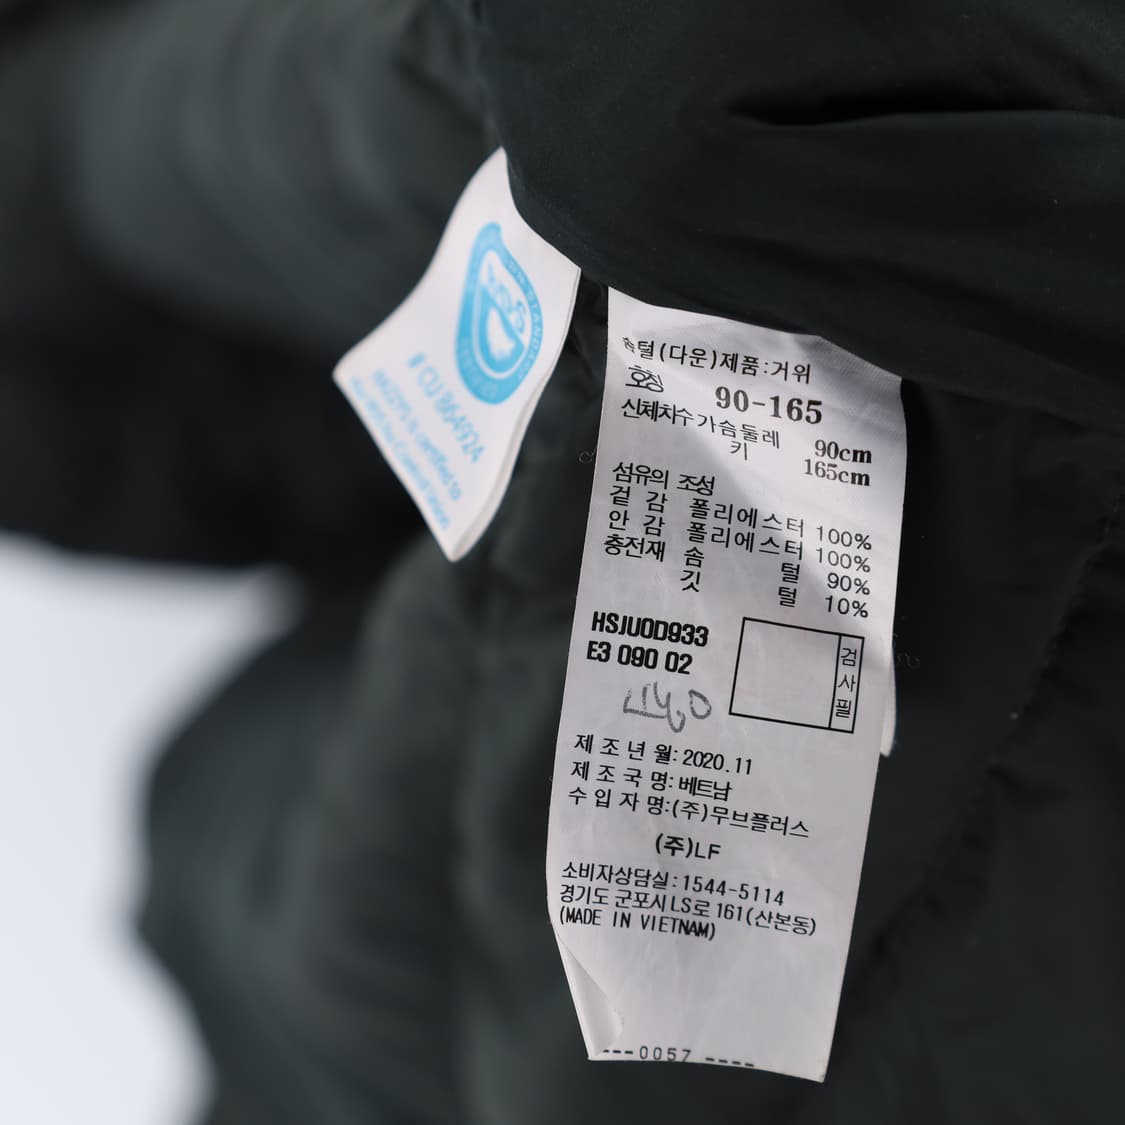 솜털(다운)제품:거위
호칭 90-165
신체치수 가슴둘레 90cm
키 165cm
섬유의 조성
겉 감 폴리에스터 100%
안 감 폴리에스터 100%
충전재 솜 털 90%
깃 털 10%
HSJU0D933
E3 090 02
검사필
제조년월: 2020.11
제조국명: 베트남
수입자명:(주)무브플러스
(주)LF
소비자상담실:1544-5114
경기도 군포시LS로 161(산본동)
(MADE IN VIETNAM)
---0057 ----
# CU 864924